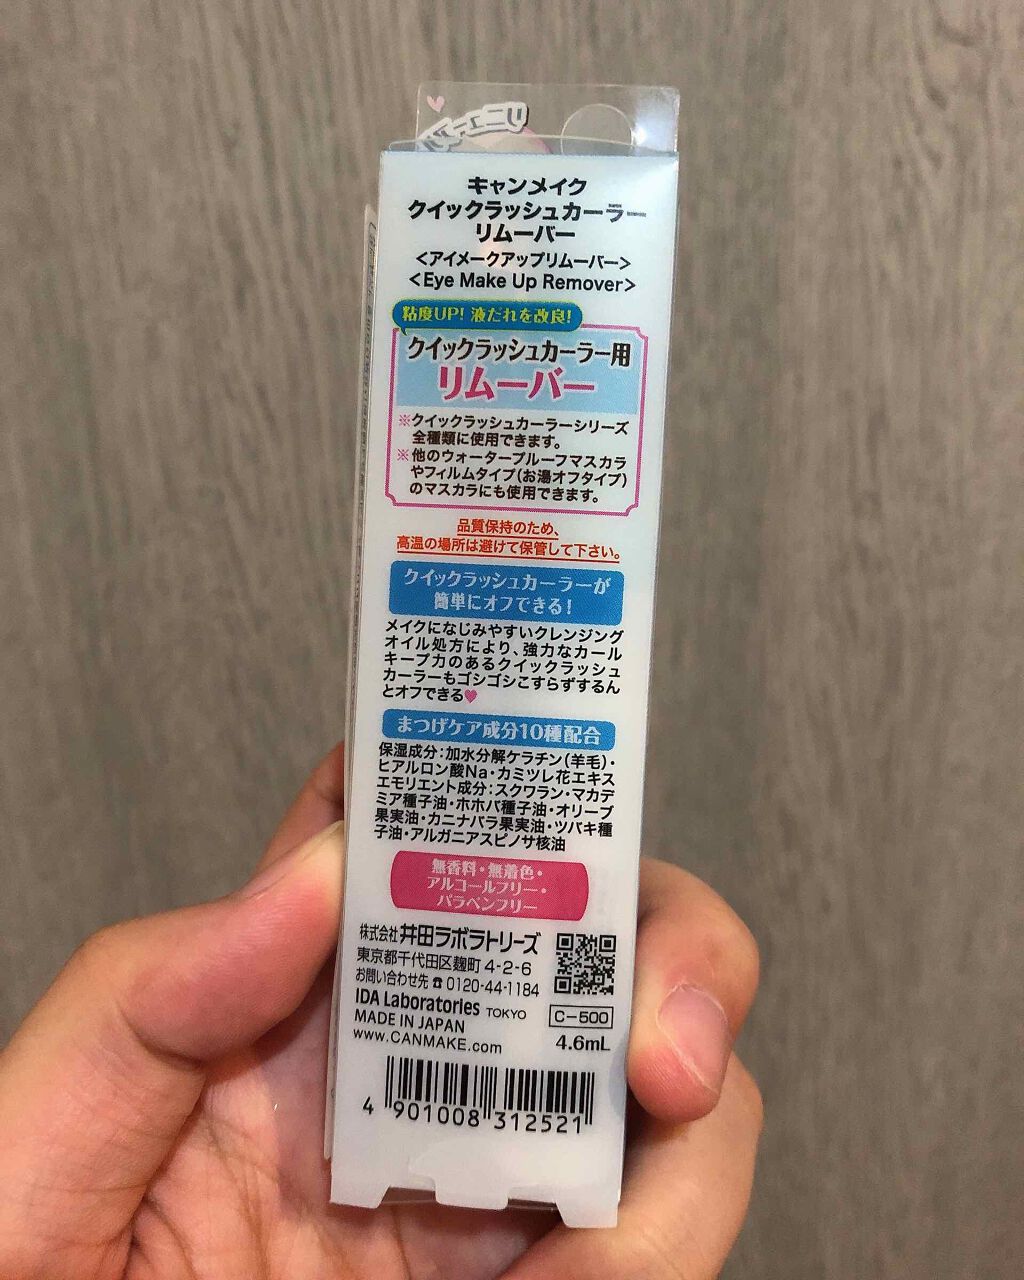 リニューアル
キャンメイク
クイックラッシュカーラー
リムーバー
<アイメークアップリムーバー>
<Eye Make Up Remover>
粘度UP! 液だれを改良!
クイックラッシュカーラー用
リムーバー
※クイックラッシュカーラーシリーズ
全種類に使用できます。
※他のウォータープルーフマスカラ
やフィルムタイプ(お湯オフタイプ)
のマスカラにも使用できます。
品質保持のため、
高温の場所は避けて保管して下さい。
クイックラッシュカーラーが
簡単にオフできる!
メイクになじみやすいクレンジング
オイル処方により、強力なカール
キープ力のあるクイックラッシュ
カーラーもゴシゴシこすらずするん
とオフできる♥
まつげケア成分10種配合
保湿成分:加水分解ケラチン(羊毛)・
ヒアルロン酸Na・カミツレ花エキス
エモリエント成分:スクワラン・マカデ
ミア種子油・ホホバ種子油・オリーブ
果実油・カニナバラ果実油・ツバキ種
子油・アルガニアスピノサ核油
無香料・無着色・
アルコールフリー・
パラベンフリー
株式会社 井田ラボラトリーズ
東京都千代田区麹町 4-2-6
お問い合わせ先 ☎ 0120-44-1184
IDA Laboratories TOKYO
MADE IN JAPAN
www.CANMAKE.com
C-500
4.6mL
4 901008 312521